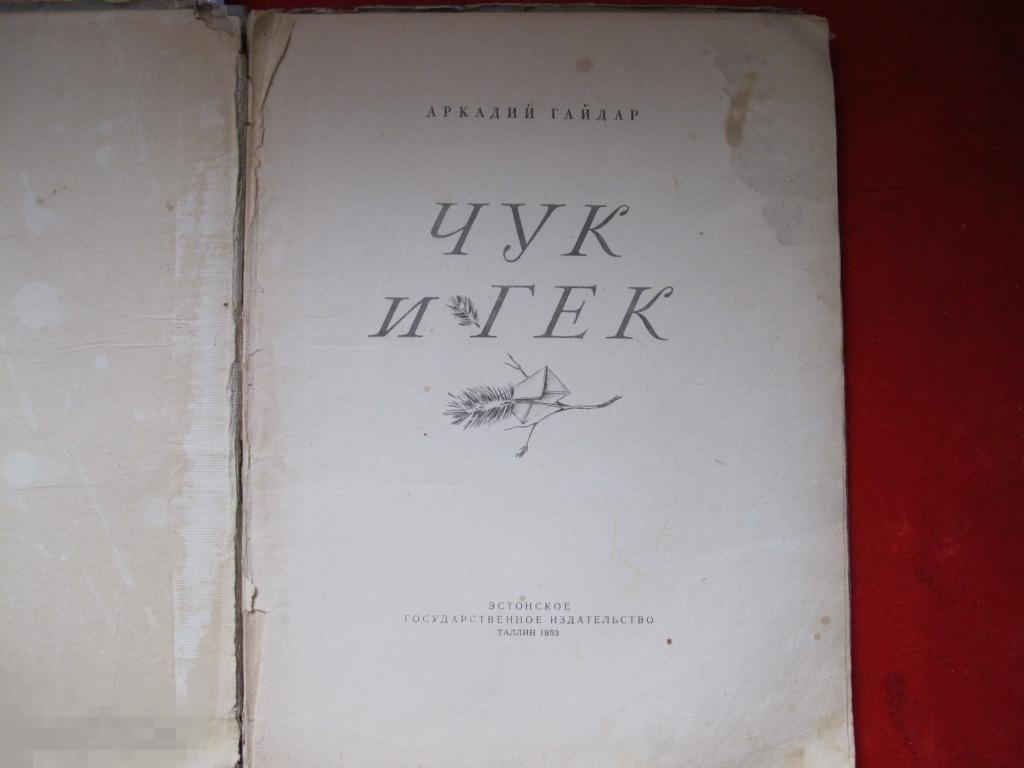 АРКАДИЙ ГАЙДАР
ЧУК
и ГЕК
ЭСТОНСКОЕ
ГОСУДАРСТВЕННОЕ ИЗДАТЕЛЬСТВО
ТАЛЛИН 1953